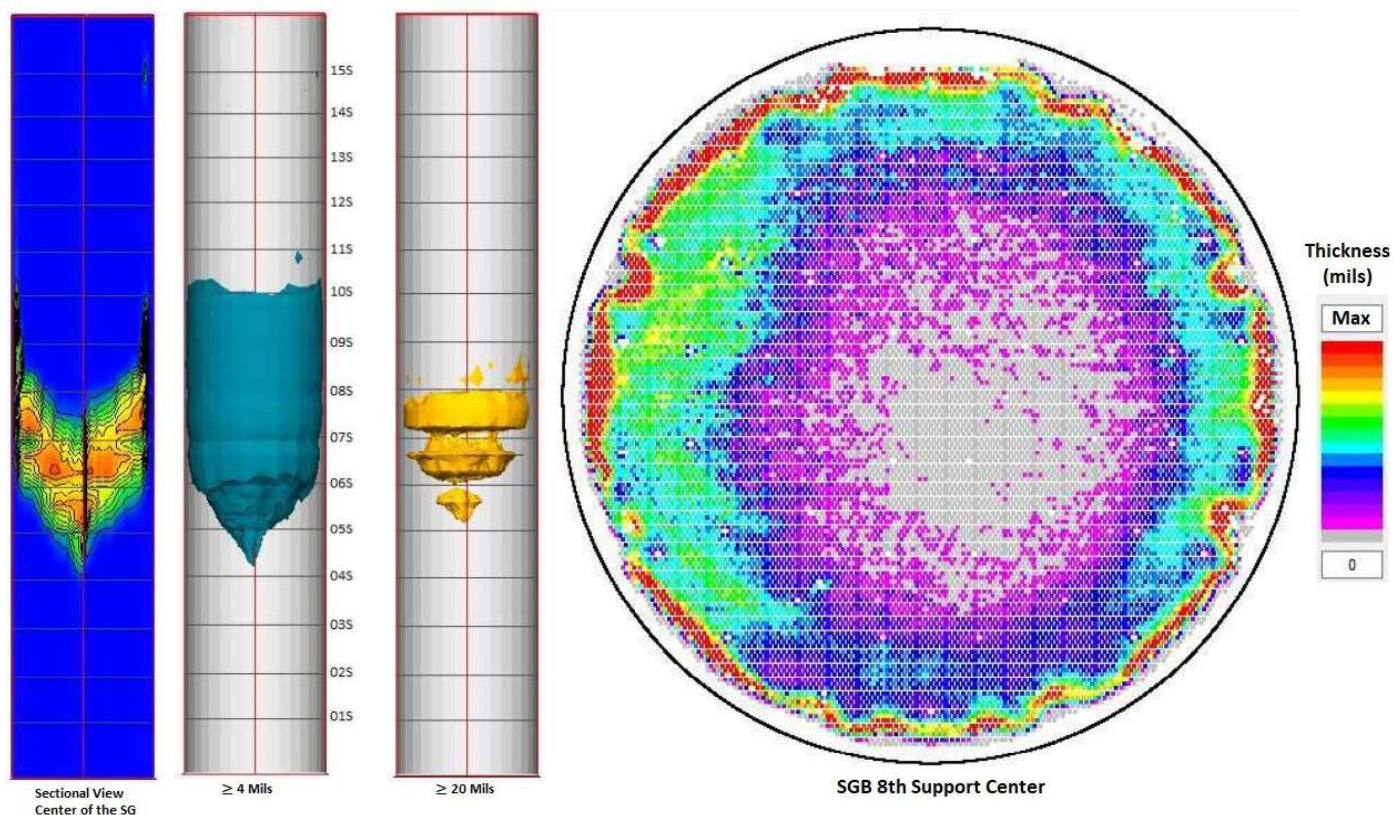 15S
14S
13S
12S
11S
10S
09S
08S
07S
06S
05S
04S
03S
02S
01S
Sectional View
Center of the SG
≥ 4 Mils
≥ 20 Mils
SGB 8th Support Center
Thickness
(mils)
Max
0